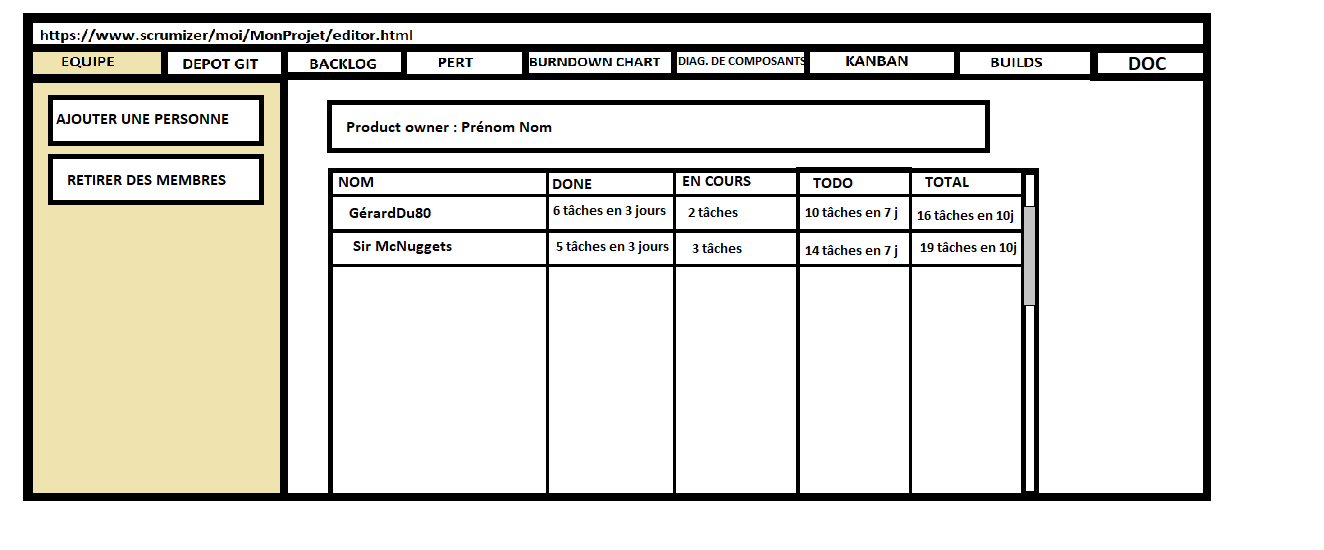 https://www.scrumizer/moi/MonProjet/editor.html
EQUIPE DEPOT GIT BACKLOG PERT BURNDOWN CHART DIAG. DE COMPOSANTS KANBAN BUILDS DOC
AJOUTER UNE PERSONNE
RETIRER DES MEMBRES
Product owner : Prénom Nom
NOM DONE EN COURS TODO TOTAL
GérardDu80 6 tâches en 3 jours 2 tâches 10 tâches en 7 j 16 tâches en 10j
Sir McNuggets 5 tâches en 3 jours 3 tâches 14 tâches en 7 j 19 tâches en 10j